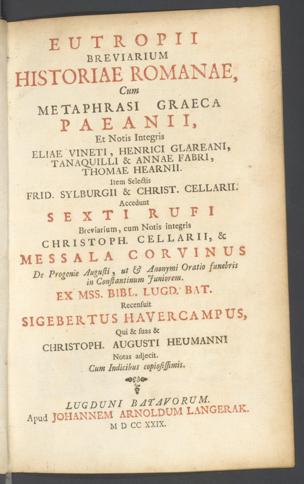 EUTROPII
BREVIARIUM
HISTORIAE ROMANAE,
Cum
METAPHRASI GRAECA
PAEANII,
Et Notis Integris
ELIAE VINETI, HENRICI GLAREANI,
TANAQUILLI & ANNAE FABRI,
THOMAE HEARNII.
Item Selectis
FRID. SYLBURGII & CHRIST. CELLARII.
Accedunt
SEXTI RUFI
Breviarium, cum Notis integris
CHRISTOPH. CELLARII, &
MESSALA CORVINUS
De Progenie Augusti, ut & Anonymi Oratio funebris
in Constantinum Juniorem.
EX MSS. BIBL. LUGD. BAT.
Recensuit
SIGEBERTUS HAVERCAMPUS,
Qui & suas &
CHRISTOPH. AUGUSTI HEUMANNI
Notas adjecit.
Cum Indicibus copiosissimis.
LUGDUNI BATAVORUM.
Apud JOHANNEM ARNOLDUM LANGERAK.
M D CC XXIX.